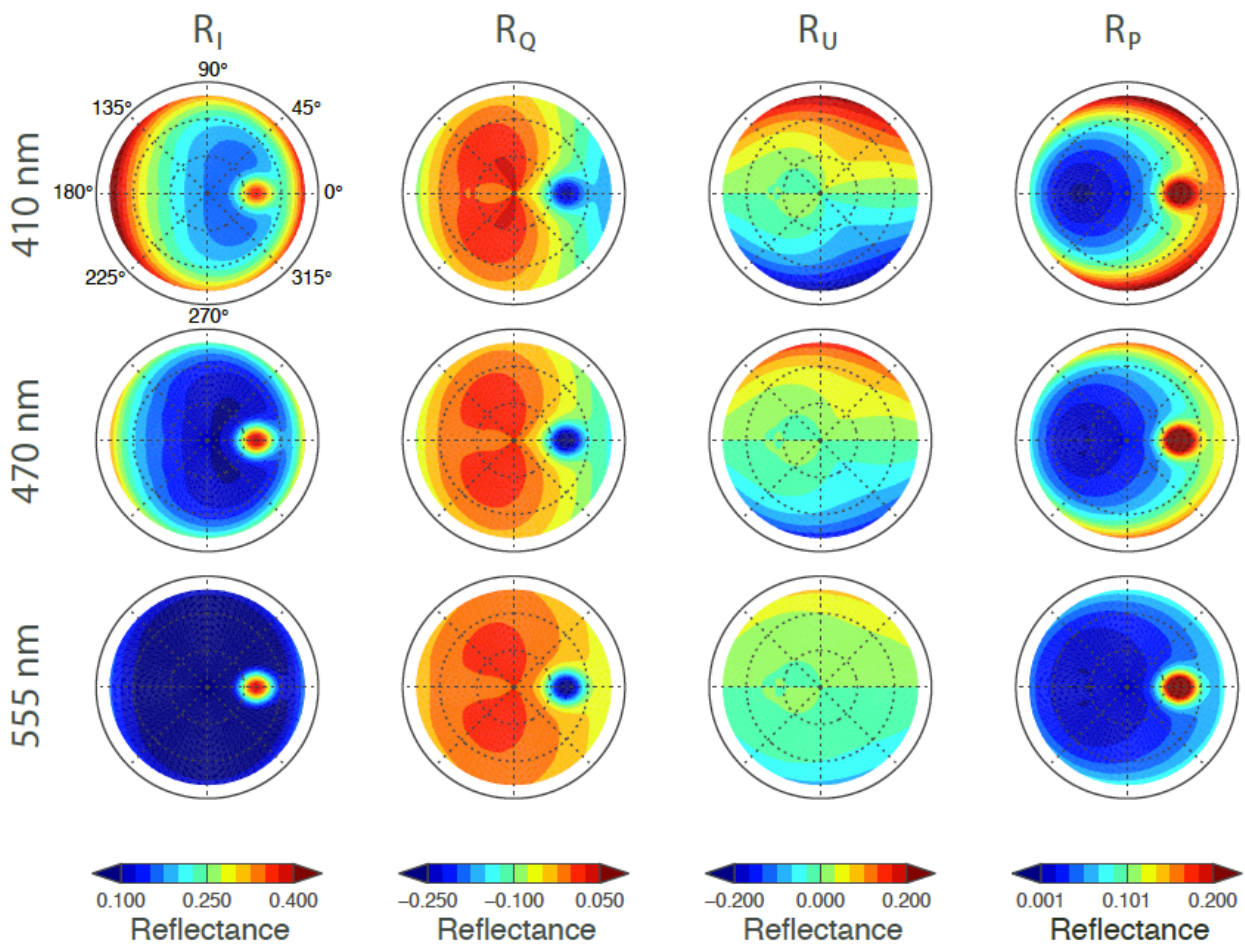 R_I R_Q R_U R_P
90°
135° 45°
410 nm
180° 0°
225° 315°
270°
470 nm
555 nm
0.100 0.250 0.400 −0.250 −0.100 0.050 −0.200 0.000 0.200 0.001 0.101 0.200
Reflectance Reflectance Reflectance Reflectance